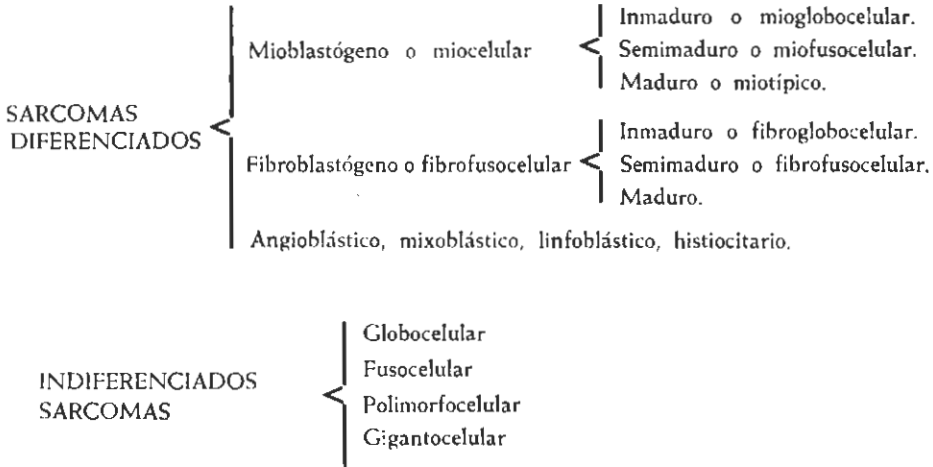 Inmaduro o mioglobocelular.
Mioblastógeno o miocelular
Semimaduro o miofusocelular.
Maduro o miotípico.
SARCOMAS
DIFERENCIADOS
Inmaduro o fibroglobocelular.
Fibroblastógeno o fibrofusocelular
Semimaduro o fibrofusocelular.
Maduro.
Angioblástico, mixoblástico, linfoblástico, histiocitario.
Globocelular
INDIFERENCIADOS
SARCOMAS
Fusocelular
Polimorfocelular
Gigantocelular